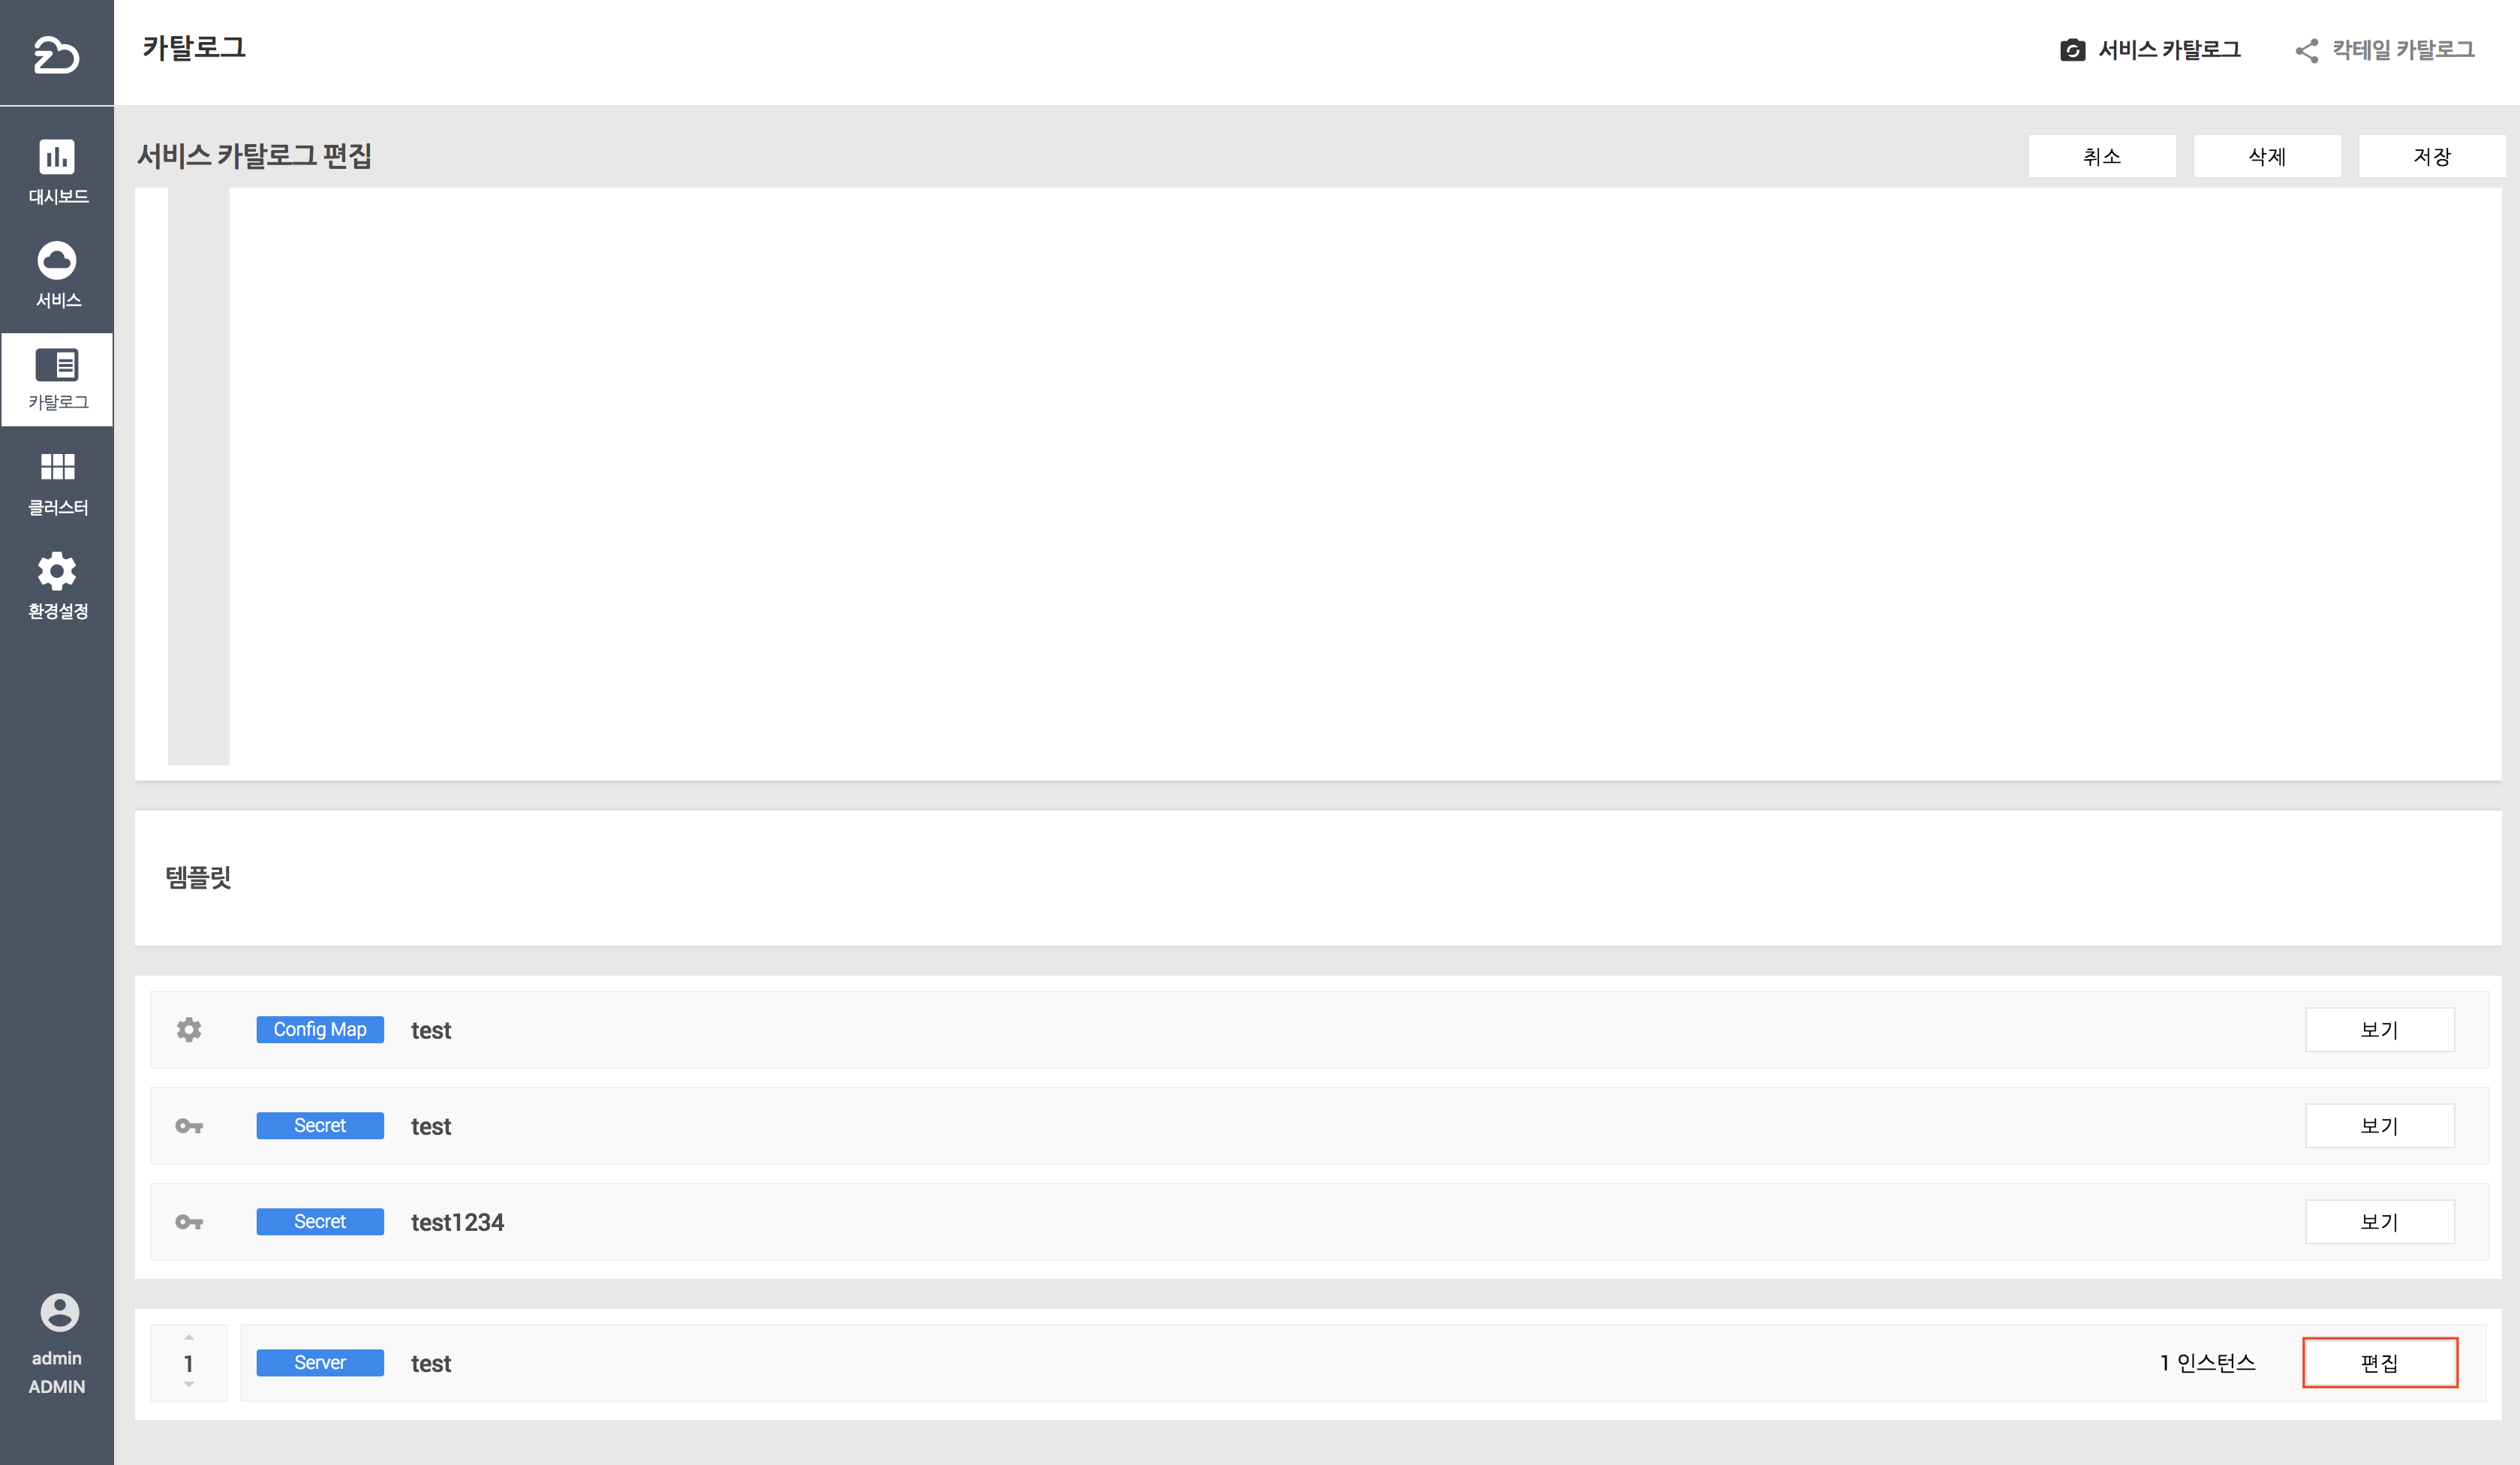 카탈로그
서비스 카탈로그
칵테일 카탈로그
대시보드
서비스
카탈로그
클러스터
환경설정
admin
ADMIN
서비스 카탈로그 편집
취소
삭제
저장
템플릿
Config Map test 보기
Secret test 보기
Secret test1234 보기
1 Server test 1 인스턴스 편집